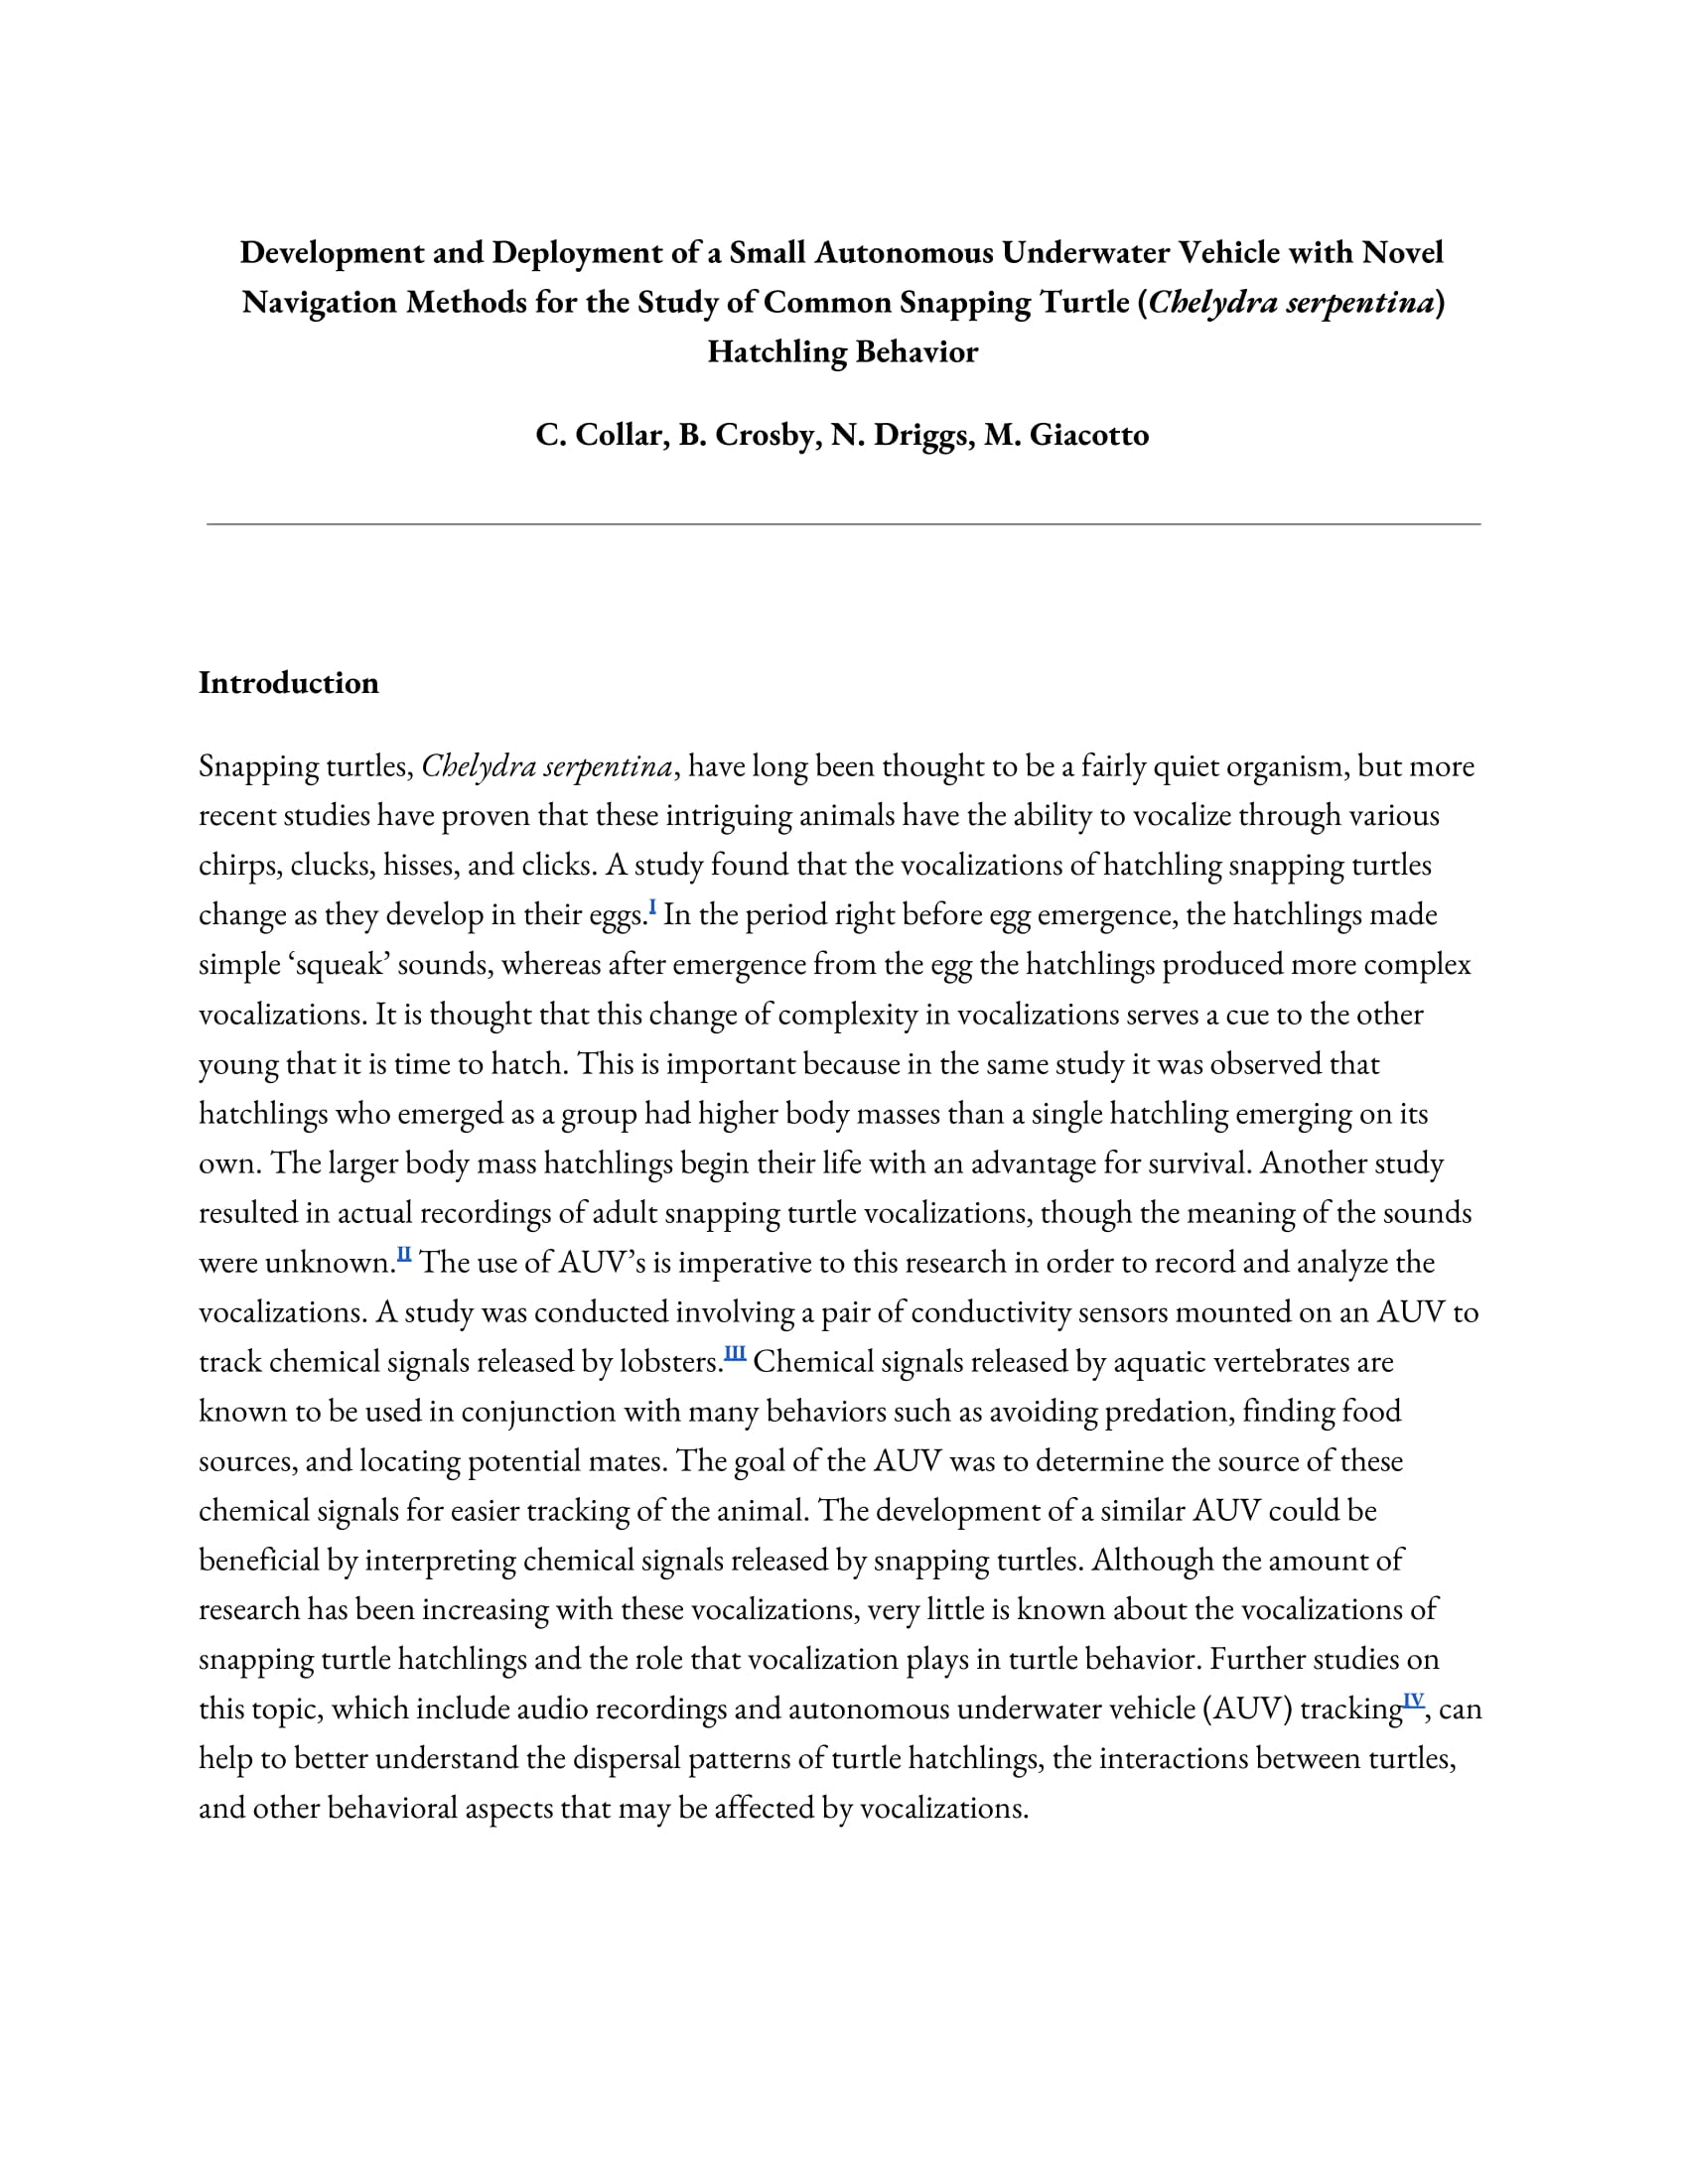 Development and Deployment of a Small Autonomous Underwater Vehicle with Novel
Navigation Methods for the Study of Common Snapping Turtle (Chelydra serpentina)
Hatchling Behavior
C. Collar, B. Crosby, N. Driggs, M. Giacotto
Introduction
Snapping turtles, Chelydra serpentina, have long been thought to be a fairly quiet organism, but more
recent studies have proven that these intriguing animals have the ability to vocalize through various
chirps, clucks, hisses, and clicks. A study found that the vocalizations of hatchling snapping turtles
change as they develop in their eggs.I In the period right before egg emergence, the hatchlings made
simple ‘squeak’ sounds, whereas after emergence from the egg the hatchlings produced more complex
vocalizations. It is thought that this change of complexity in vocalizations serves a cue to the other
young that it is time to hatch. This is important because in the same study it was observed that
hatchlings who emerged as a group had higher body masses than a single hatchling emerging on its
own. The larger body mass hatchlings begin their life with an advantage for survival. Another study
resulted in actual recordings of adult snapping turtle vocalizations, though the meaning of the sounds
were unknown.II The use of AUV’s is imperative to this research in order to record and analyze the
vocalizations. A study was conducted involving a pair of conductivity sensors mounted on an AUV to
track chemical signals released by lobsters.III Chemical signals released by aquatic vertebrates are
known to be used in conjunction with many behaviors such as avoiding predation, finding food
sources, and locating potential mates. The goal of the AUV was to determine the source of these
chemical signals for easier tracking of the animal. The development of a similar AUV could be
beneficial by interpreting chemical signals released by snapping turtles. Although the amount of
research has been increasing with these vocalizations, very little is known about the vocalizations of
snapping turtle hatchlings and the role that vocalization plays in turtle behavior. Further studies on
this topic, which include audio recordings and autonomous underwater vehicle (AUV) trackingIV, can
help to better understand the dispersal patterns of turtle hatchlings, the interactions between turtles,
and other behavioral aspects that may be affected by vocalizations.